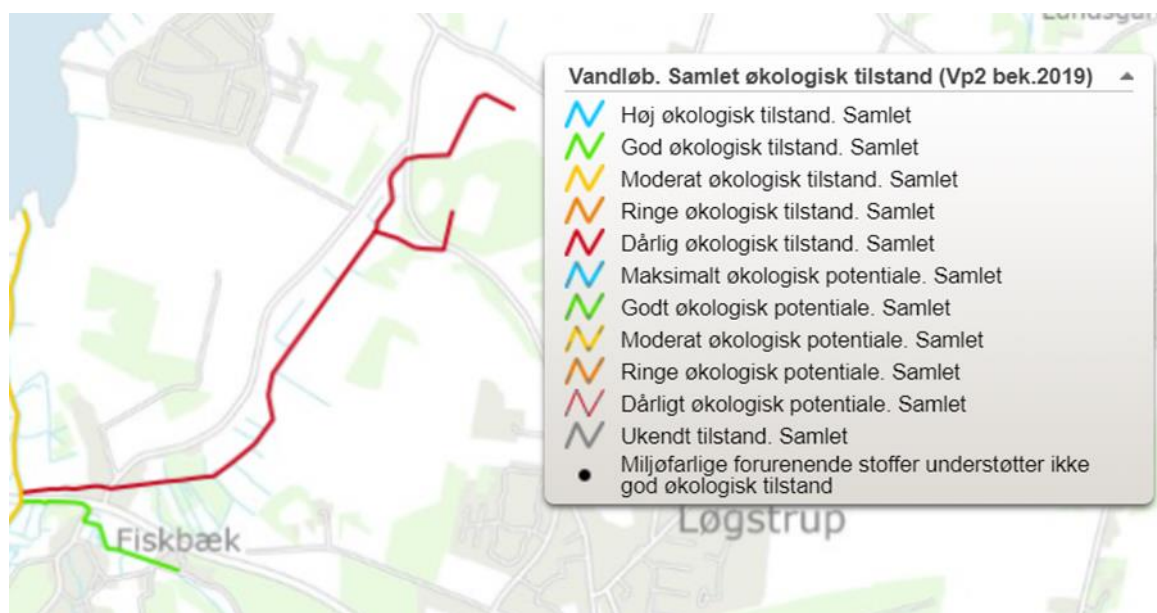 Vandløb. Samlet økologisk tilstand (Vp2 bek.2019)
Høj økologisk tilstand. Samlet
God økologisk tilstand. Samlet
Moderat økologisk tilstand. Samlet
Ringe økologisk tilstand. Samlet
Dårlig økologisk tilstand. Samlet
Maksimalt økologisk potentiale. Samlet
Godt økologisk potentiale. Samlet
Moderat økologisk potentiale. Samlet
Ringe økologisk potentiale. Samlet
Dårligt økologisk potentiale. Samlet
Ukendt tilstand. Samlet
Miljøfarlige forurenende stoffer understøtter ikke
god økologisk tilstand
Løgstrup
Fiskbæk